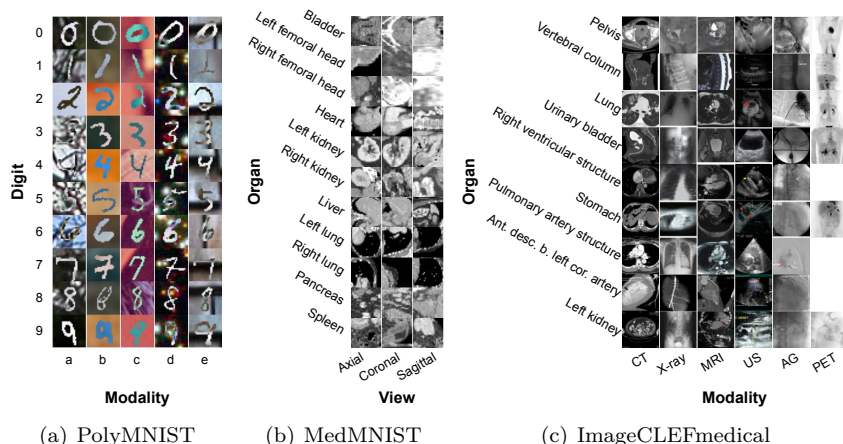 Digit
0
1
2
3
4
5
6
7
8
9
a b c d e
Modality
(a) PolyMNIST
Organ
Bladder
Left femoral head
Right femoral head
Heart
Left kidney
Right kidney
Liver
Left lung
Right lung
Pancreas
Spleen
Axial Coronal Sagittal
View
(b) MedMNIST
Organ
Pelvis
Vertebral column
Lung
Urinary bladder
Right ventricular structure
Stomach
Pulmonary artery structure
Ant. desc. b. left cor. artery
Left kidney
CT X-ray MRI US AG PET
Modality
(c) ImageCLEFmedical